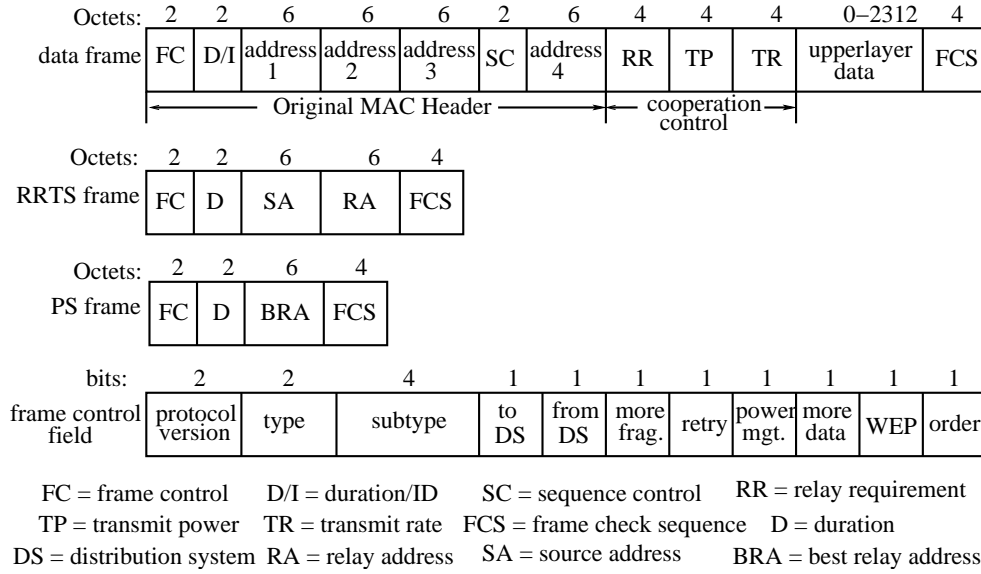 Octets: 2 2 6 6 6 2 6 4 4 4 0−2312 4
data frame FC D/I address 1 address 2 address 3 SC address 4 RR TP TR upperlayer data FCS
Original MAC Header cooperation control
Octets: 2 2 6 6 4
RRTS frame FC D SA RA FCS
Octets: 2 2 6 4
PS frame FC D BRA FCS
bits: 2 2 4 1 1 1 1 1 1 1 1
frame control field protocol version type subtype to DS from DS more frag. retry power mgt. more data WEP order
FC = frame control D/I = duration/ID SC = sequence control RR = relay requirement
TP = transmit power TR = transmit rate FCS = frame check sequence D = duration
DS = distribution system RA = relay address SA = source address BRA = best relay address